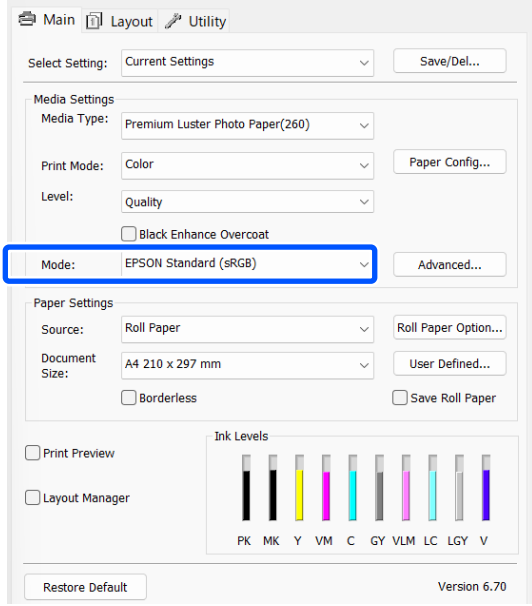 Main Layout Utility
Select Setting: Current Settings Save/Del...
Media Settings
Media Type: Premium Luster Photo Paper(260)
Print Mode: Color Paper Config...
Level: Quality
Black Enhance Overcoat
Mode: EPSON Standard (sRGB) Advanced...
Paper Settings
Source: Roll Paper Roll Paper Option...
Document
Size: A4 210 x 297 mm User Defined...
Borderless Save Roll Paper
Ink Levels
Print Preview
Layout Manager
PK MK Y VM C GY VLM LC LGY V
Restore Default Version 6.70